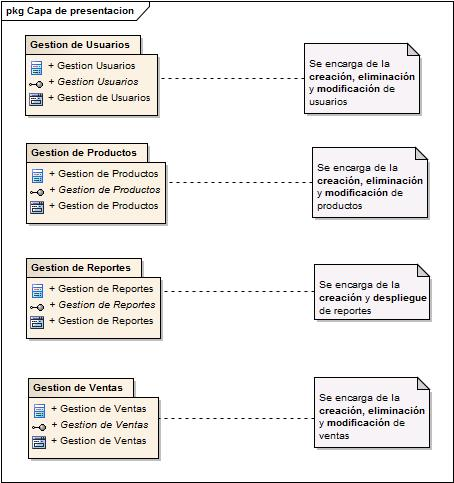 pkg Capa de presentacion
Gestion de Usuarios
+ Gestion Usuarios
+ Gestion Usuarios
+ Gestion de Usuarios
Se encarga de la
creación, eliminación
y modificación de
usuarios
Gestion de Productos
+ Gestion de Productos
+ Gestion de Productos
+ Gestion de Productos
Se encarga de la
creación, eliminación
y modificación de
productos
Gestion de Reportes
+ Gestion de Reportes
+ Gestion de Reportes
+ Gestion de Reportes
Se encarga de la
creación y despliegue
de reportes
Gestion de Ventas
+ Gestion de Ventas
+ Gestion de Ventas
+ Gestion de Ventas
Se encarga de la
creación, eliminación
y modificación de
ventas